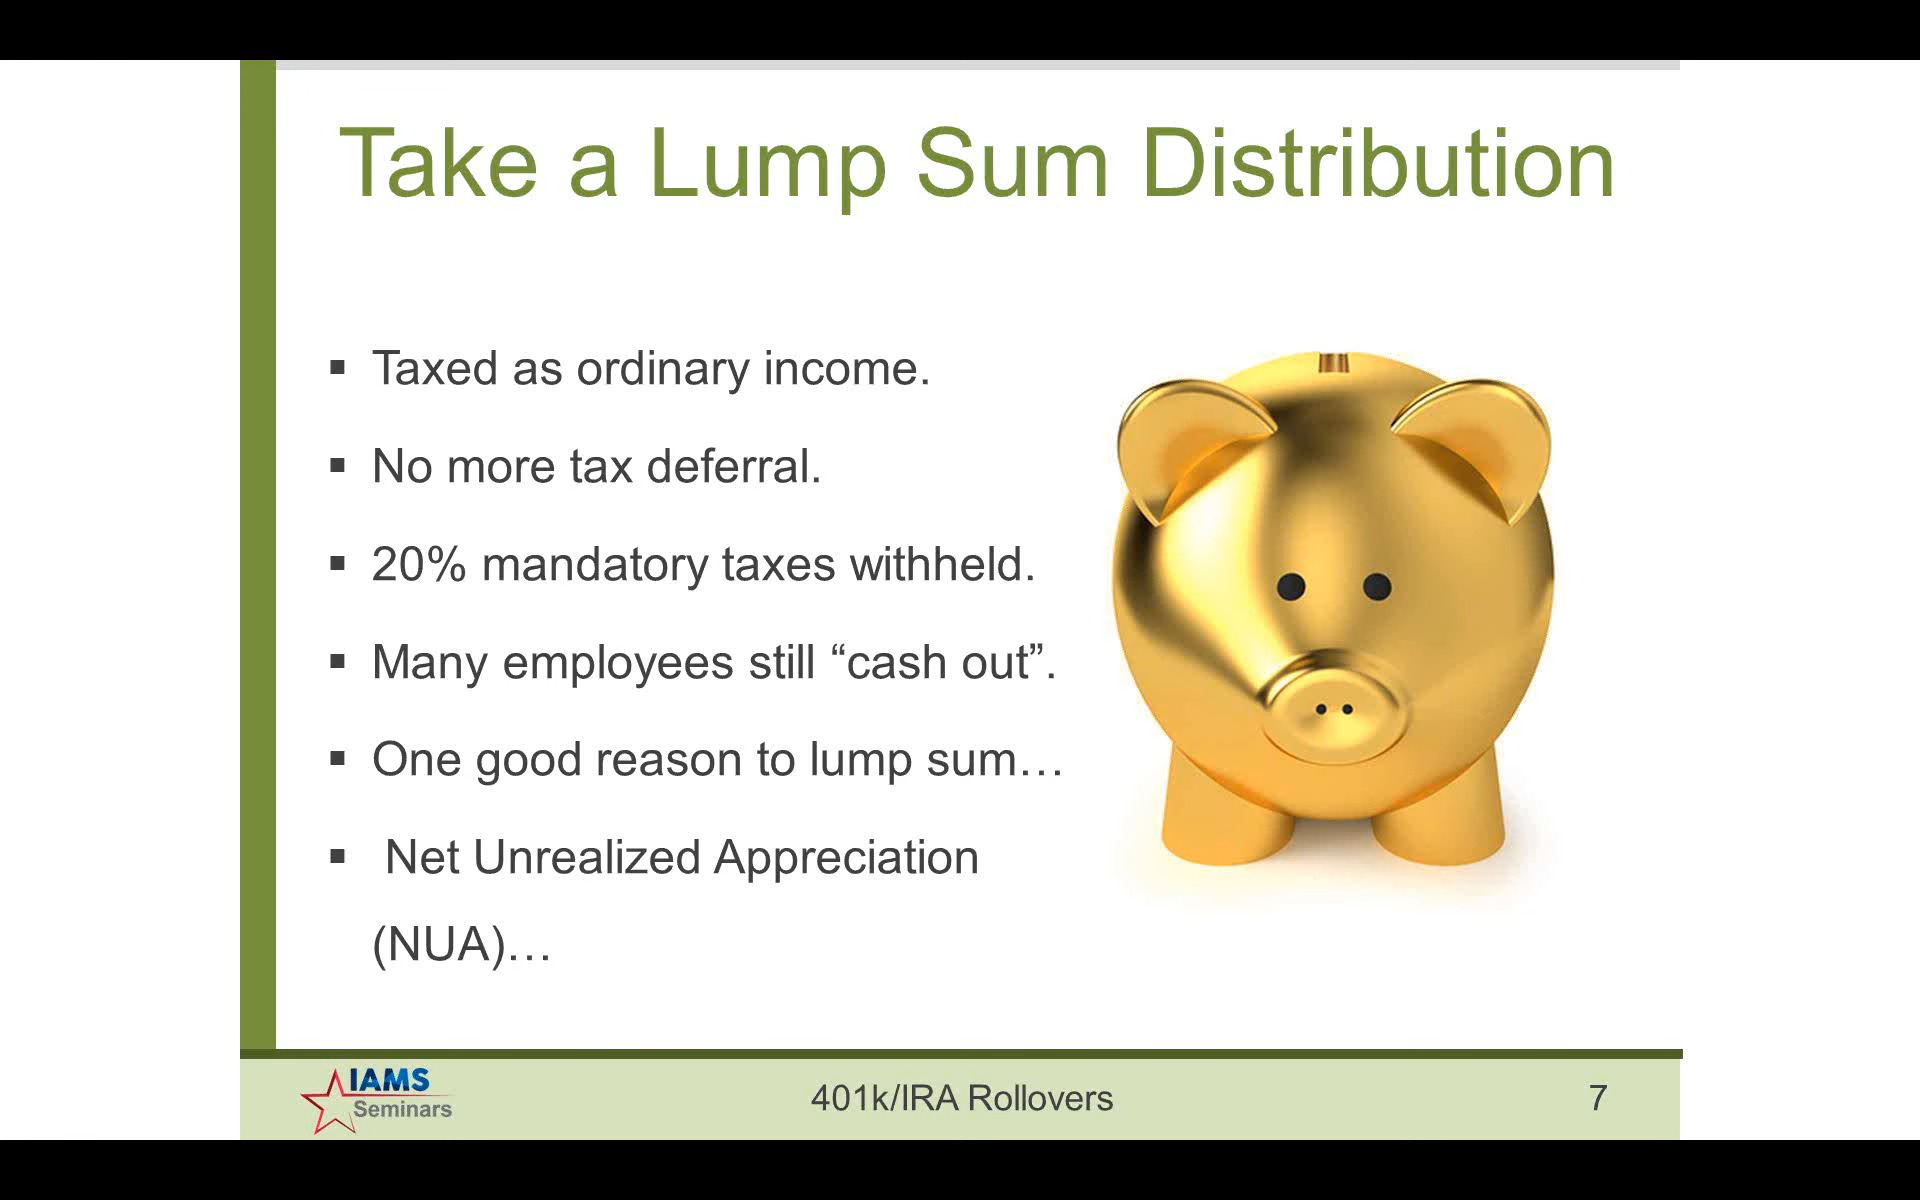 Take a Lump Sum Distribution
▪ Taxed as ordinary income.
▪ No more tax deferral.
▪ 20% mandatory taxes withheld.
▪ Many employees still “cash out”.
▪ One good reason to lump sum…
▪ Net Unrealized Appreciation
(NUA)…
IAMS
Seminars
401k/IRA Rollovers
7